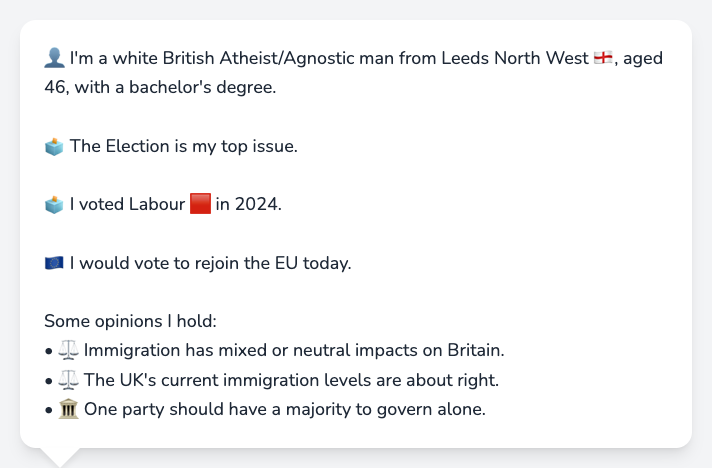 👤 I'm a white British Atheist/Agnostic man from Leeds North West 🏴󠁧󠁢󠁥󠁮󠁧󠁿, aged
46, with a bachelor's degree.
🗳️ The Election is my top issue.
🗳️ I voted Labour 🟥 in 2024.
🇪🇺 I would vote to rejoin the EU today.
Some opinions I hold:
• ⚖️ Immigration has mixed or neutral impacts on Britain.
• ⚖️ The UK's current immigration levels are about right.
• 🏛️ One party should have a majority to govern alone.